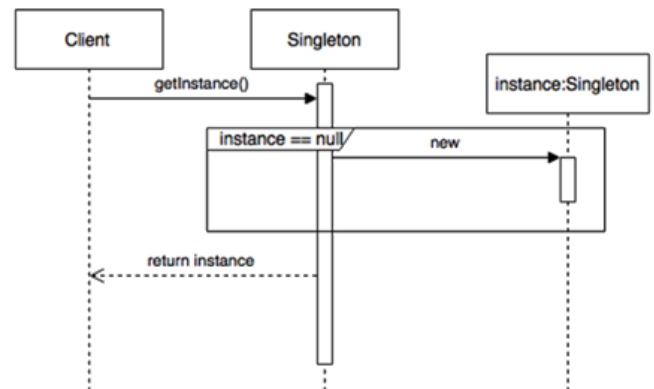 Client
Singleton
instance:Singleton
getInstance()
instance == null
new
return instance